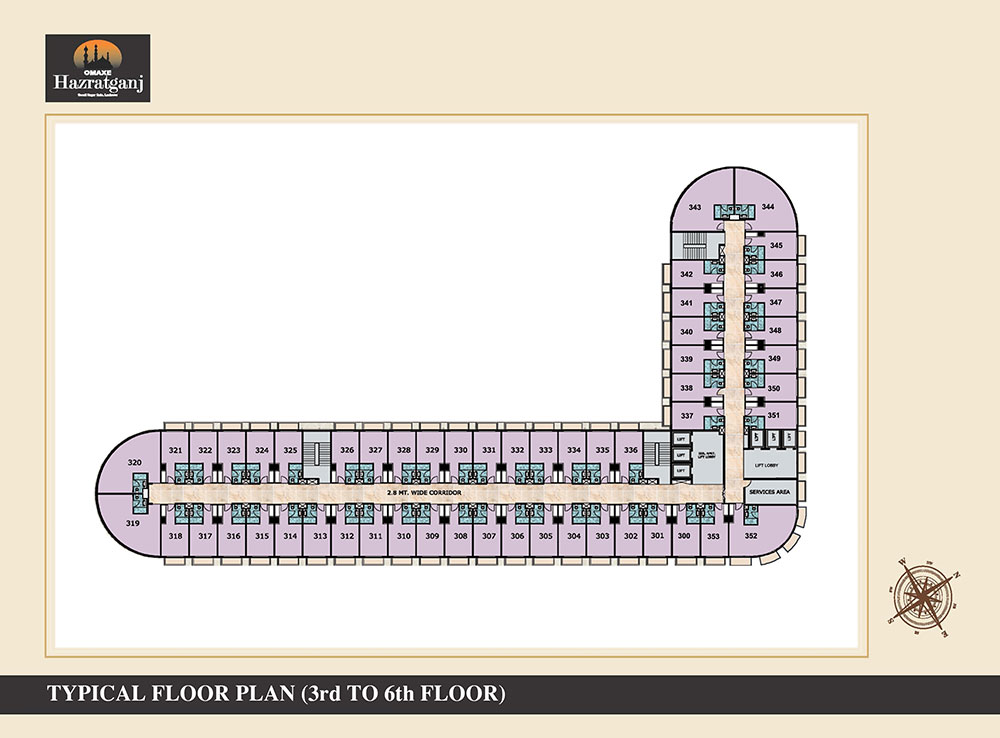 OMAXE
Hazratganj
343 344
345
342 346
341 347
340 348
339 349
338 350
337 351
320 321 322 323 324 325 326 327 328 329 330 331 332 333 334 335 336
LIFT LIFT LIFT
LIFT LIFT LIFT
LIFT LOBBY
LIFT LOBBY
2.8 MT. WIDE CORRIDOR
SERVICES AREA
319 318 317 316 315 314 313 312 311 310 309 308 307 306 305 304 303 302 301 300 353 352
W N
S E
TYPICAL FLOOR PLAN (3rd TO 6th FLOOR)